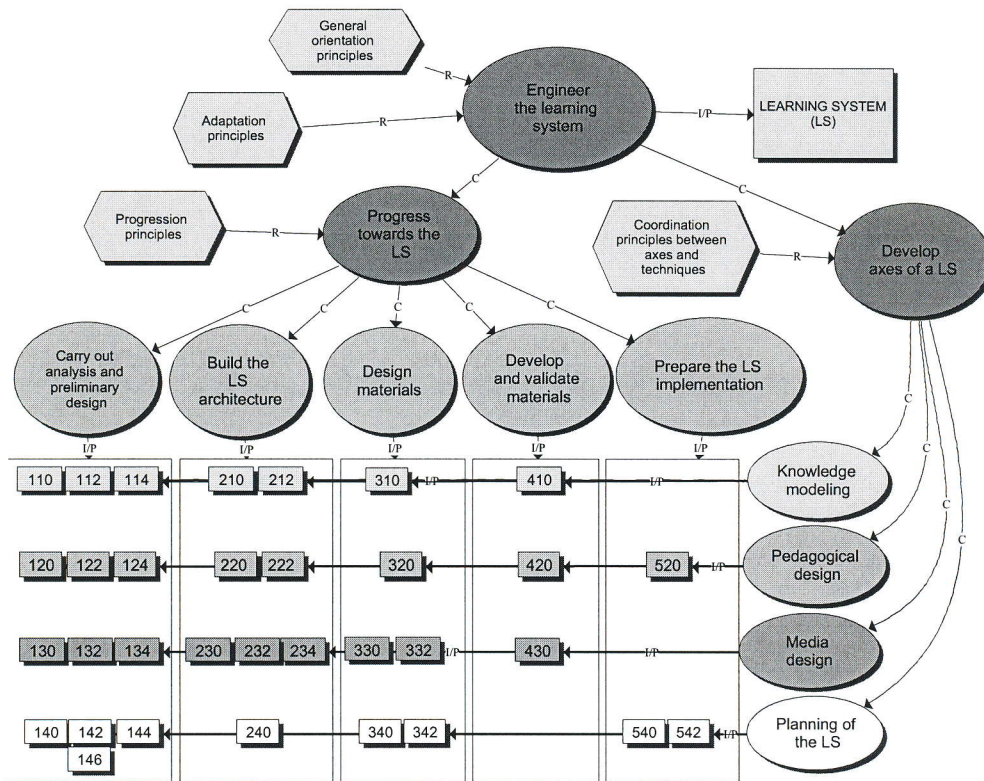 General
orientation
principles
R
Engineer
the learning
system
I/P
LEARNING SYSTEM
(LS)
Adaptation
principles
R
C
C
Progression
principles
R
Progress
towards the
LS
Coordination
principles between
axes and
techniques
R
Develop
axes of a LS
C
C
C
C
C
Carry out
analysis and
preliminary
design
Build the
LS
architecture
Design
materials
Develop
and validate
materials
Prepare the LS
implementation
C
C
C
C
I/P
I/P
I/P
I/P
I/P
110 112 114
210 212
310
I/P
410
I/P
Knowledge
modeling
120 122 124
220 222
320
420
520
I/P
Pedagogical
design
130 132 134
230 232 234
330 332
I/P
430
I/P
Media
design
140 142 144
146
240
340 342
540 542
I/P
Planning of
the LS